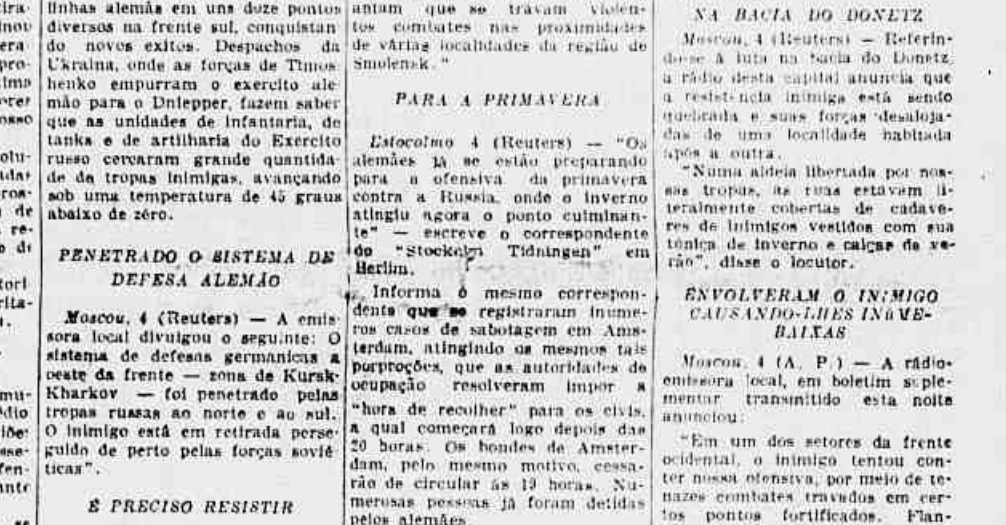 linhas alemãs em uns doze pontos
diversos na frente sul, conquistan
do novos exitos. Despachos da
Ukraina, onde as forças de Timos
henko empurram o exercito ale
mão para o Dniepper, fazem saber
que as unidades de infantaria, de
tanks e de artilharia do Exercito
russo cercaram grande quantida-
de de tropas inimigas, avançando
sob uma temperatura de 45 graus
abaixo de zéro.
PENETRADO O SISTEMA DE
DEFESA ALEMÃO
Moscou, 4 (Reuters) — A emis-
sora local divulgou o seguinte: O
sistema de defesas germanicas a
oeste da frente — zona de Kursk-
Kharkov — foi penetrado pelas
tropas russas ao norte e ao sul.
O inimigo está em retirada perse-
guido de perto pelas forças sovié-
ticas".
É PRECISO RESISTIR
antam que se travam violen-
tos combates nas proximidades
de várias localidades da região de
Smolensk."
PARA A PRIMAVERA
Estocolmo 4 (Reuters) — "Os
alemães já se estão preparando
para a ofensiva da primavera
contra a Russia, onde o inverno
atingiu agora o ponto culminan-
te" — escreve o correspondente
do "Stockolm Tidningen" em
Berlim.
Informa o mesmo correspon-
dente que se registraram inume-
ros casos de sabotagem em Ams-
terdam, atingindo os mesmos tais
porproções, que as autoridades de
ocupação resolveram impor a
"hora de recolher" para os civis,
a qual começará logo depois das
20 horas. Os bondes de Amster-
dam, pelo mesmo motivo, cessa-
rão de circular ás 19 horas. Nu-
merosas pessoas já foram detidas
pelos alemães
NA BACIA DO DONETZ
Moscou, 4 (Reuters) — Referin-
do-se à luta na bacia do Donetz,
a rádio desta capital anuncia que
a resistencia inimiga está sendo
quebrada e suas forças desaloja-
das de uma localidade habitada
após a outra.
"Numa aldeia libertada por nos-
sas tropas, as ruas estavam li-
teralmente cobertas de cadave-
res de inimigos vestidos com sua
túnica de inverno e calças de ve-
rão", disse o locutor.
ENVOLVERAM O INIMIGO
CAUSANDO-LHES INÚME-
BAIXAS
Moscou, 4 (A. P.) — A rádio-
emissora local, em boletim suple-
mentar transmitido esta noite
anunciou:
"Em um dos setores da frente
ocidental, o inimigo tentou con-
ter nossa ofensiva, por meio de te-
nazes combates travados em cer-
tos pontos fortificados. Flan-